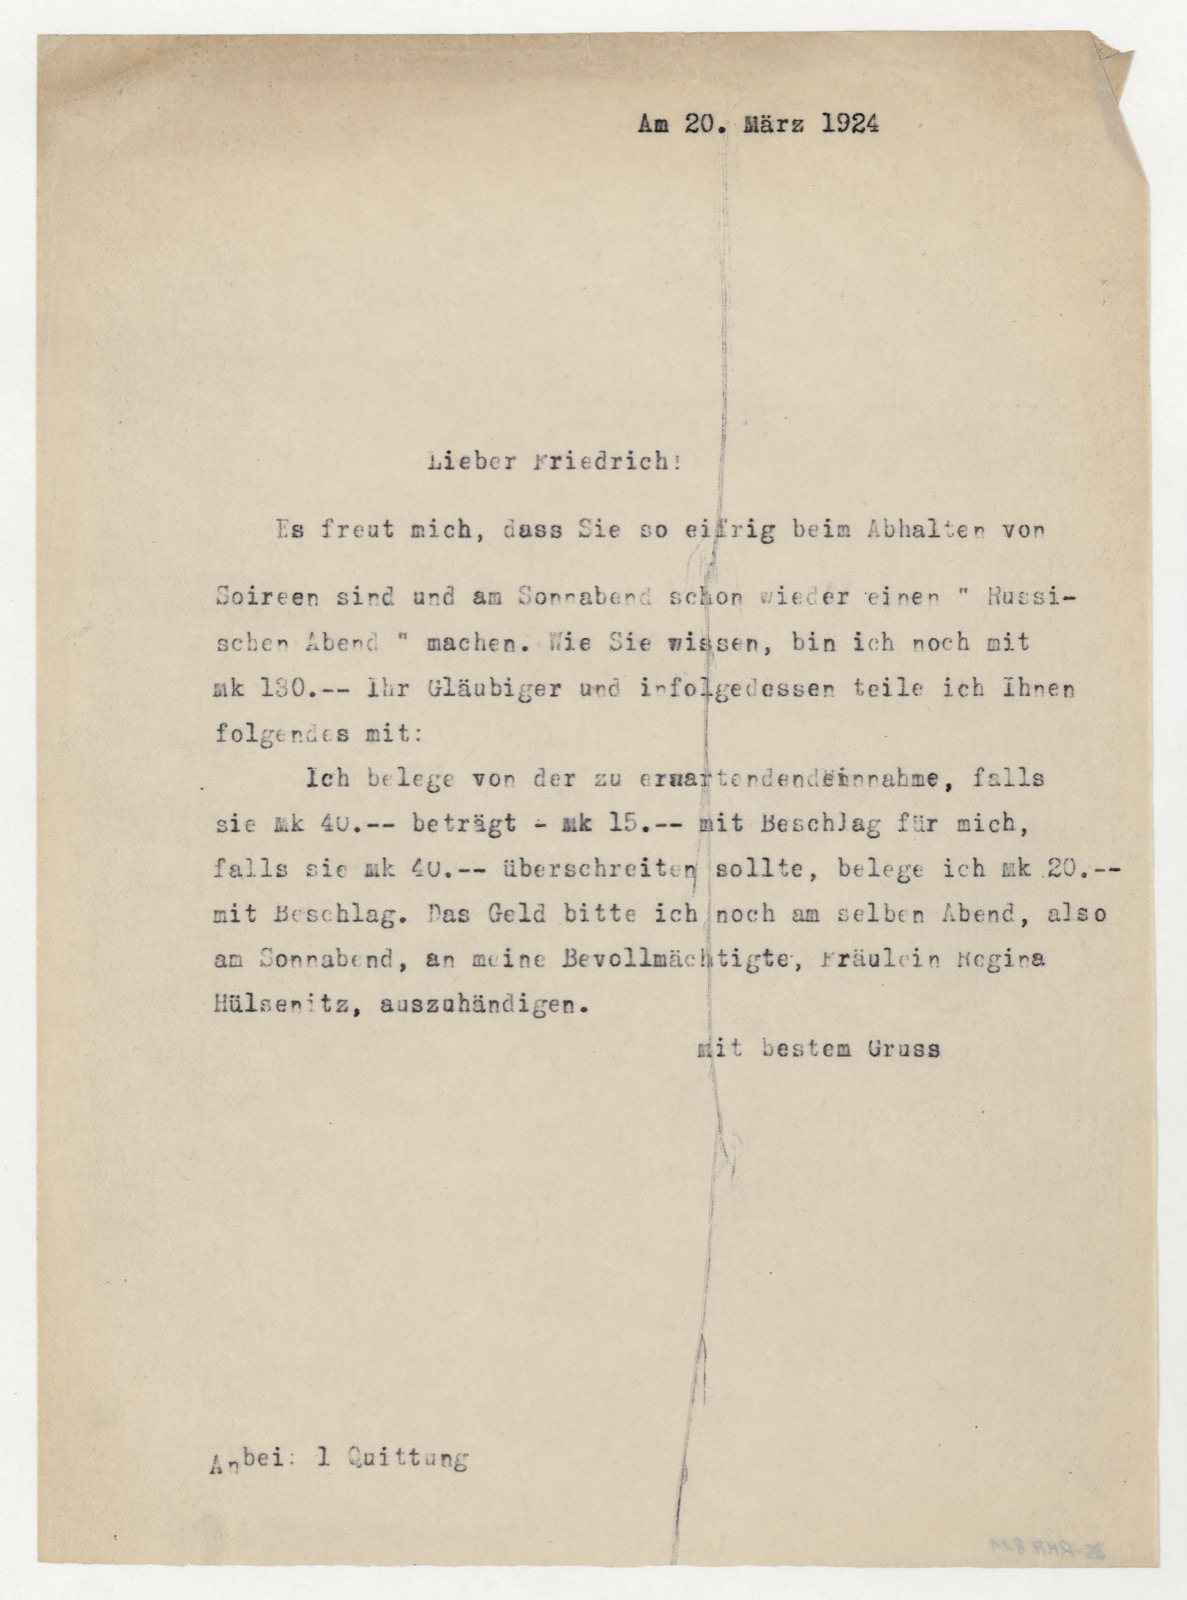 Am 20. März 1924
Lieber Friedrich!
Es freut mich, dass Sie so eifrig beim Abhalten von
Soireen sind und am Sonnabend schon wieder einen " Russi-
schen Abend " machen. Wie Sie wissen, bin ich noch mit
Mk 130.-- Ihr Gläubiger und infolgedessen teile ich Ihnen
folgendes mit:
Ich belege von der zu erwartendenEinnahme, falls
sie Mk 40.-- beträgt - Mk 15.-- mit Beschlag für mich,
falls sie Mk 40.-- überschreiten sollte, belege ich Mk 20.--
mit Beschlag. Das Geld bitte ich noch am selben Abend, also
am Sonnabend, an meine Bevollmächtigte, Fräulein Regina
Hülsenitz, auszuhändigen.
mit bestem Gruss
Anbei: 1 Quittung